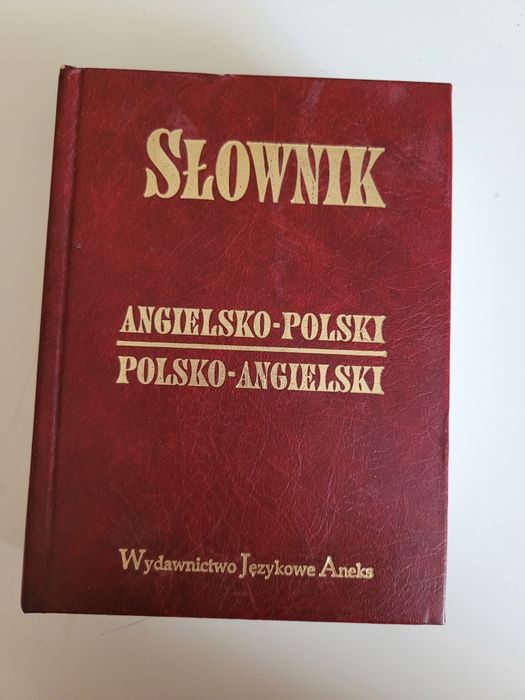 SŁOWNIK
ANGIELSKO-POLSKI
POLSKO-ANGIELSKI
Wydawnictwo Językowe Aneks